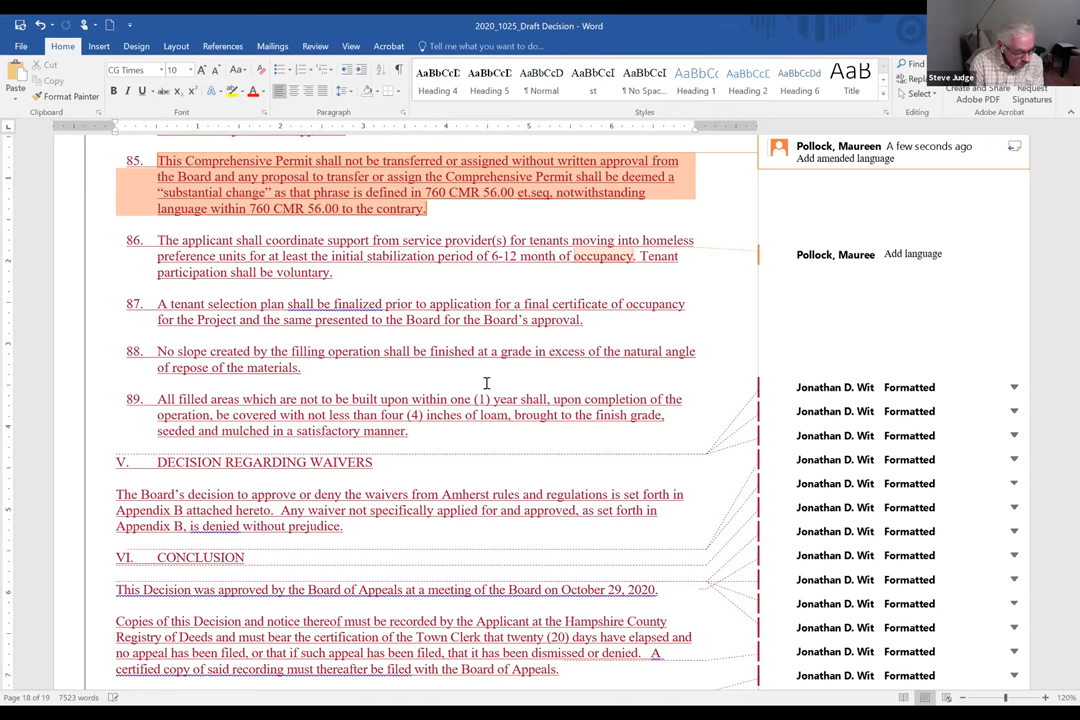 2020_1025_Draft Decision - Word
File Home Insert Design Layout References Mailings Review View Acrobat Tell me what you want to do...
Steve Judge
Paste
Cut
Copy
Format Painter
Clipboard
CG Times 10
Font
Paragraph
AaBbCcD Heading 4
AaBbCcD Heading 5
AaBbCcD ¶ Normal
AaBbCcI scI
AaBbCcD ¶ No Spac...
AaBbCcD Heading 1
AaBbCcD Heading 2
AaBbCcDd Heading 6
AaB Title
Styles
Find
Select
Editing
Create and Share Adobe PDF
Request Signatures
Adobe Acrobat
85. This Comprehensive Permit shall not be transferred or assigned without written approval from
the Board and any proposal to transfer or assign the Comprehensive Permit shall be deemed a
“substantial change” as that phrase is defined in 760 CMR 56.00 et.seq, notwithstanding
language within 760 CMR 56.00 to the contrary.
86. The applicant shall coordinate support from service provider(s) for tenants moving into homeless
preference units for at least the initial stabilization period of 6-12 month of occupancy. Tenant
participation shall be voluntary.
87. A tenant selection plan shall be finalized prior to application for a final certificate of occupancy
for the Project and the same presented to the Board for the Board’s approval.
88. No slope created by the filling operation shall be finished at a grade in excess of the natural angle
of repose of the materials.
89. All filled areas which are not to be built upon within one (1) year shall, upon completion of the
operation, be covered with not less than four (4) inches of loam, brought to the finish grade,
seeded and mulched in a satisfactory manner.
V. DECISION REGARDING WAIVERS
The Board’s decision to approve or deny the waivers from Amherst rules and regulations is set forth in
Appendix B attached hereto. Any waiver not specifically applied for and approved, as set forth in
Appendix B, is denied without prejudice.
VI. CONCLUSION
This Decision was approved by the Board of Appeals at a meeting of the Board on October 29, 2020.
Copies of this Decision and notice thereof must be recorded by the Applicant at the Hampshire County
Registry of Deeds and must bear the certification of the Town Clerk that twenty (20) days have elapsed and
no appeal has been filed, or that if such appeal has been filed, that it has been dismissed or denied. A
certified copy of said recording must thereafter be filed with the Board of Appeals.
Pollock, Maureen A few seconds ago
Add amended language
Pollock, Mauree Add language
Jonathan D. Wit Formatted
Jonathan D. Wit Formatted
Jonathan D. Wit Formatted
Jonathan D. Wit Formatted
Jonathan D. Wit Formatted
Jonathan D. Wit Formatted
Jonathan D. Wit Formatted
Jonathan D. Wit Formatted
Jonathan D. Wit Formatted
Jonathan D. Wit Formatted
Jonathan D. Wit Formatted
Jonathan D. Wit Formatted
Jonathan D. Wit Formatted
Page 18 of 19 7523 words
120%